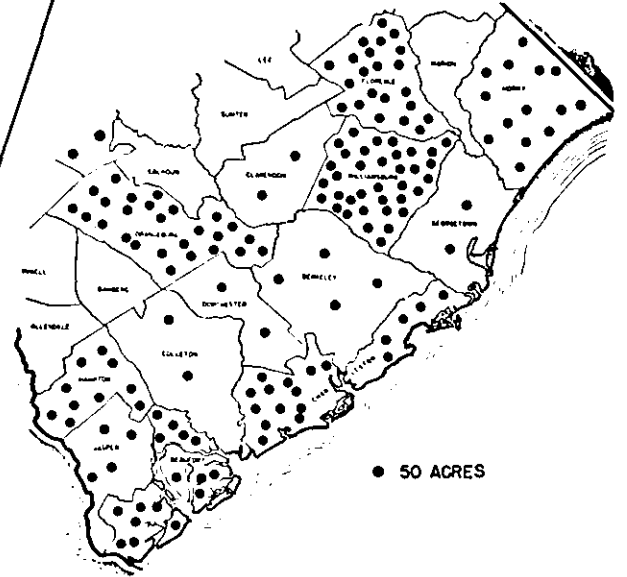 LEE
MARION
FLORENCE
HORRY
SUMTER
CLARENDON
CALHOUN
WILLIAMSBURG
GEORGETOWN
ORANGEBURG
BERKELEY
BAMBERG
DORCHESTER
ALLENDALE
COLLETON
HAMPTON
JASPER
BEAUFORT
● 50 ACRES